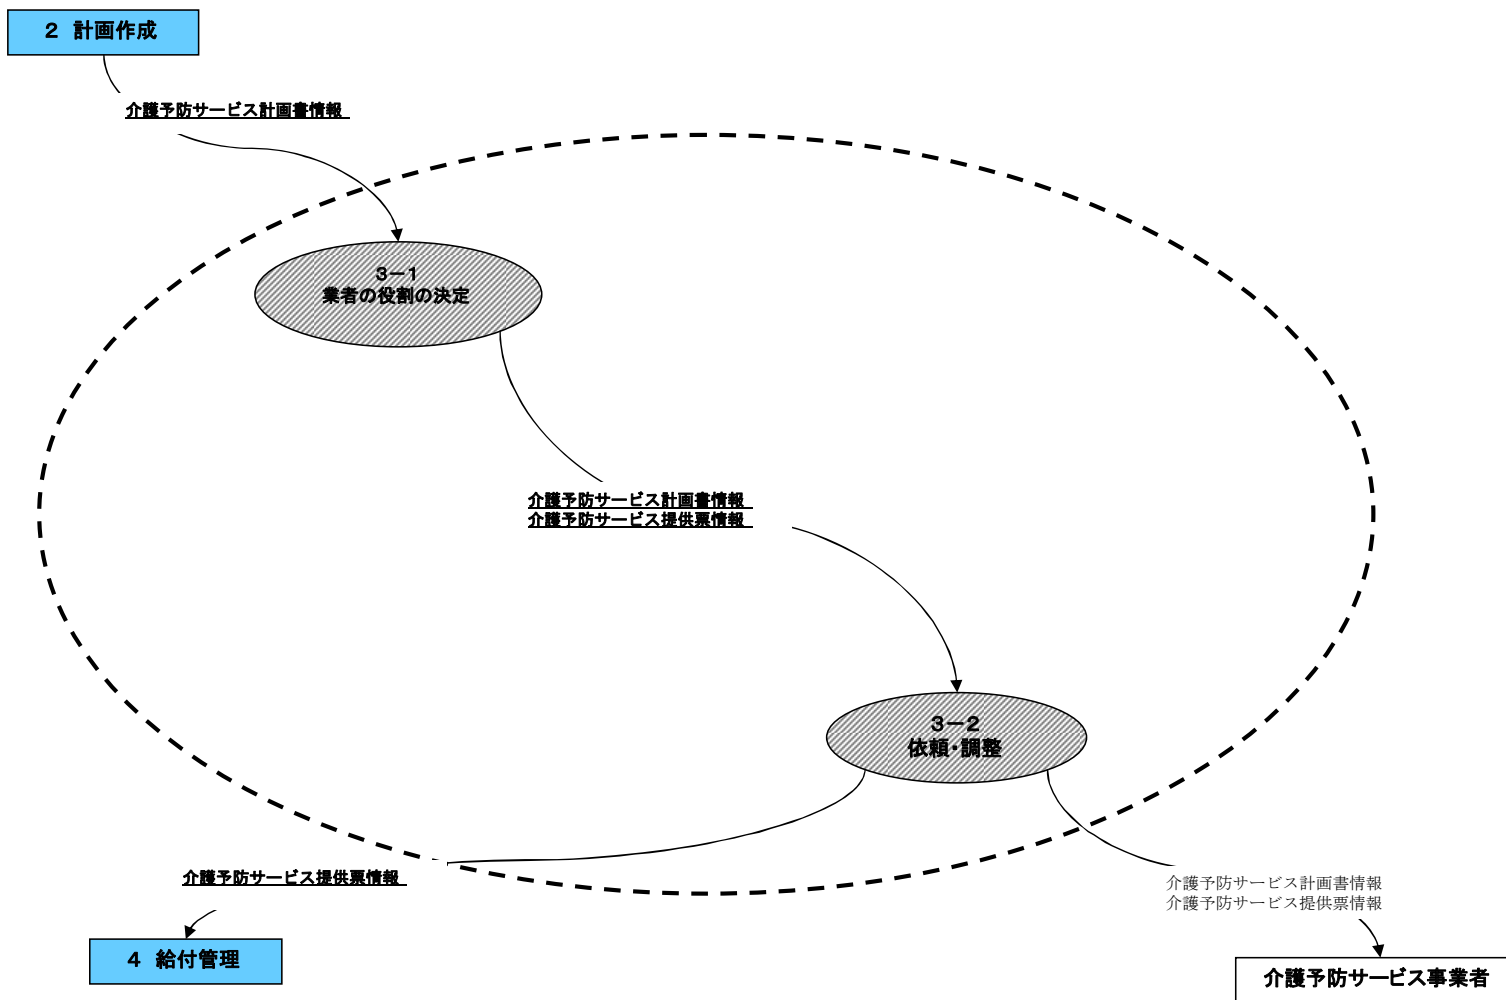 2 計画作成
介護予防サービス計画書情報
3－1
業者の役割の決定
介護予防サービス計画書情報
介護予防サービス提供票情報
3－2
依頼・調整
介護予防サービス提供票情報
介護予防サービス計画書情報
介護予防サービス提供票情報
4 給付管理
介護予防サービス事業者